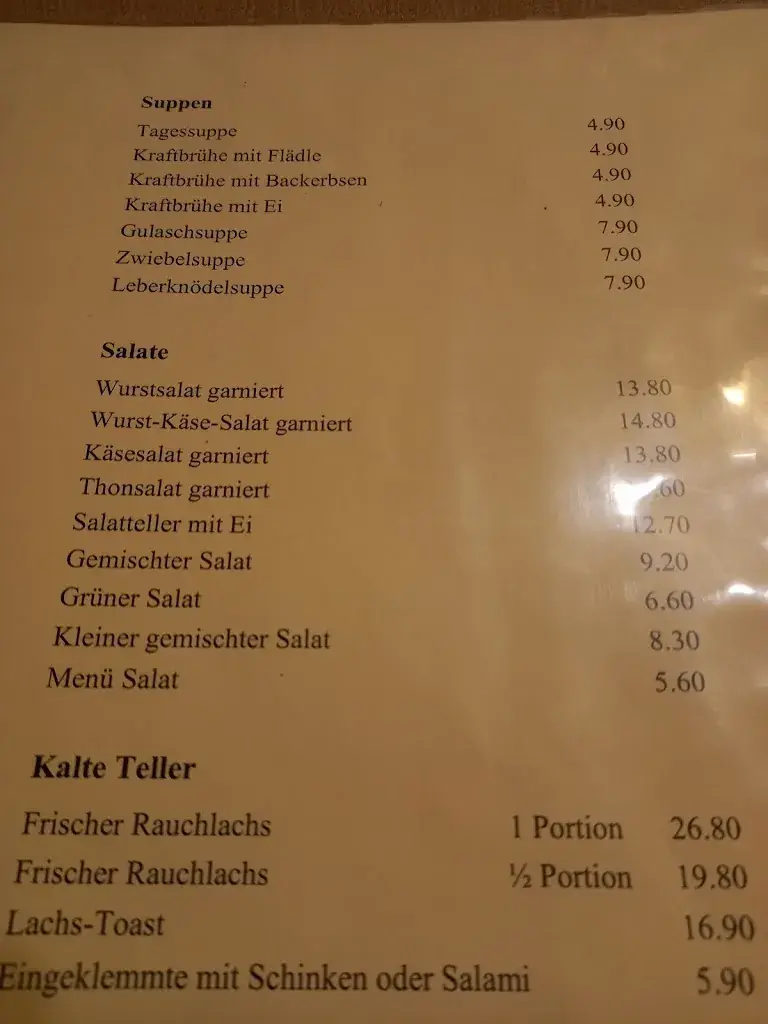 Suppen
Tagessuppe 4.90
Kraftbrühe mit Flädle 4.90
Kraftbrühe mit Backerbsen 4.90
Kraftbrühe mit Ei 4.90
Gulaschsuppe 7.90
Zwiebelsuppe 7.90
Leberknödelsuppe 7.90
Salate
Wurstsalat garniert 13.80
Wurst-Käse-Salat garniert 14.80
Käsesalat garniert 13.80
Thonsalat garniert
Salatteller mit Ei 12.70
Gemischter Salat 9.20
Grüner Salat 6.60
Kleiner gemischter Salat 8.30
Menü Salat 5.60
Kalte Teller
Frischer Rauchlachs 1 Portion 26.80
Frischer Rauchlachs ½ Portion 19.80
Lachs-Toast 16.90
Eingeklemmte mit Schinken oder Salami 5.90